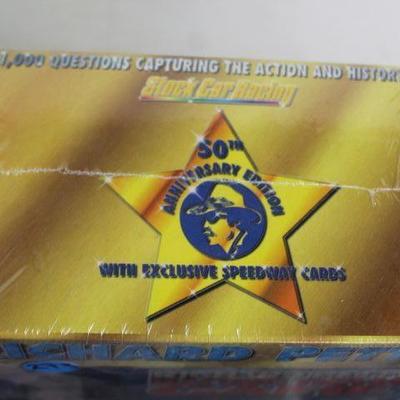 1,000 QUESTIONS CAPTURING THE ACTION AND HISTORY
Stock Car Racing
50TH
ANNIVERSARY EDITION
WITH EXCLUSIVE SPEEDWAY CARDS
RICHARD PETTY